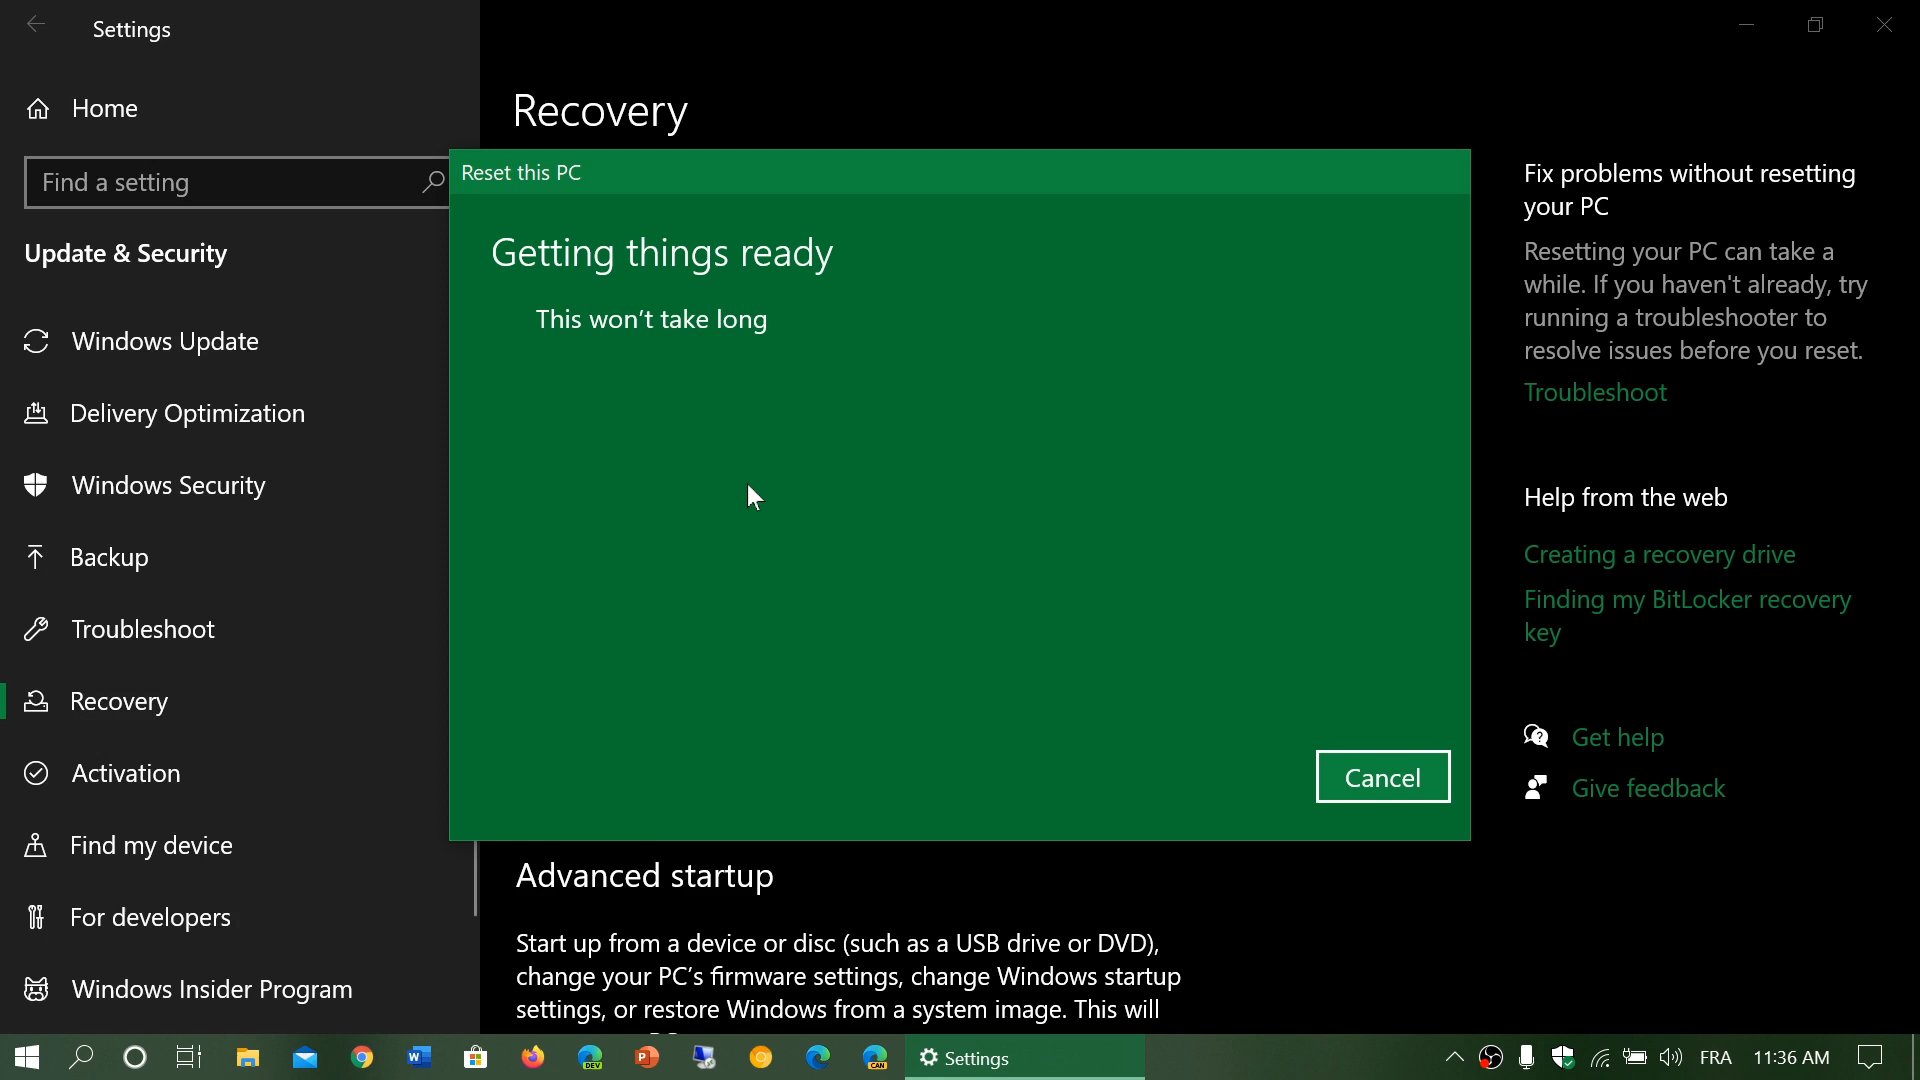 Settings
Home
Find a setting
Update & Security
Windows Update
Delivery Optimization
Windows Security
Backup
Troubleshoot
Recovery
Activation
Find my device
For developers
Windows Insider Program
Recovery
Reset this PC
Getting things ready
This won't take long
Cancel
Advanced startup
Start up from a device or disc (such as a USB drive or DVD),
change your PC's firmware settings, change Windows startup
settings, or restore Windows from a system image. This will
Fix problems without resetting
your PC
Resetting your PC can take a
while. If you haven't already, try
running a troubleshooter to
resolve issues before you reset.
Troubleshoot
Help from the web
Creating a recovery drive
Finding my BitLocker recovery
key
Get help
Give feedback
DEV
CAN
Settings
FRA
11:36 AM